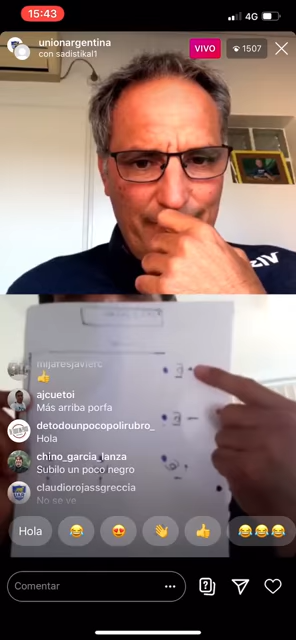 15:43
4G
unionargentina
con sadistikal1
VIVO
1507
mijaresjavierc
👍
ajcuetoi
Más arriba porfa
detodounpocopolirubro_
Hola
chino_garcia_lanza
Subilo un poco negro
claudiorojassgreccia
No se ve
Hola 😂 😍 👋 👍 😂😂😂
Comentar